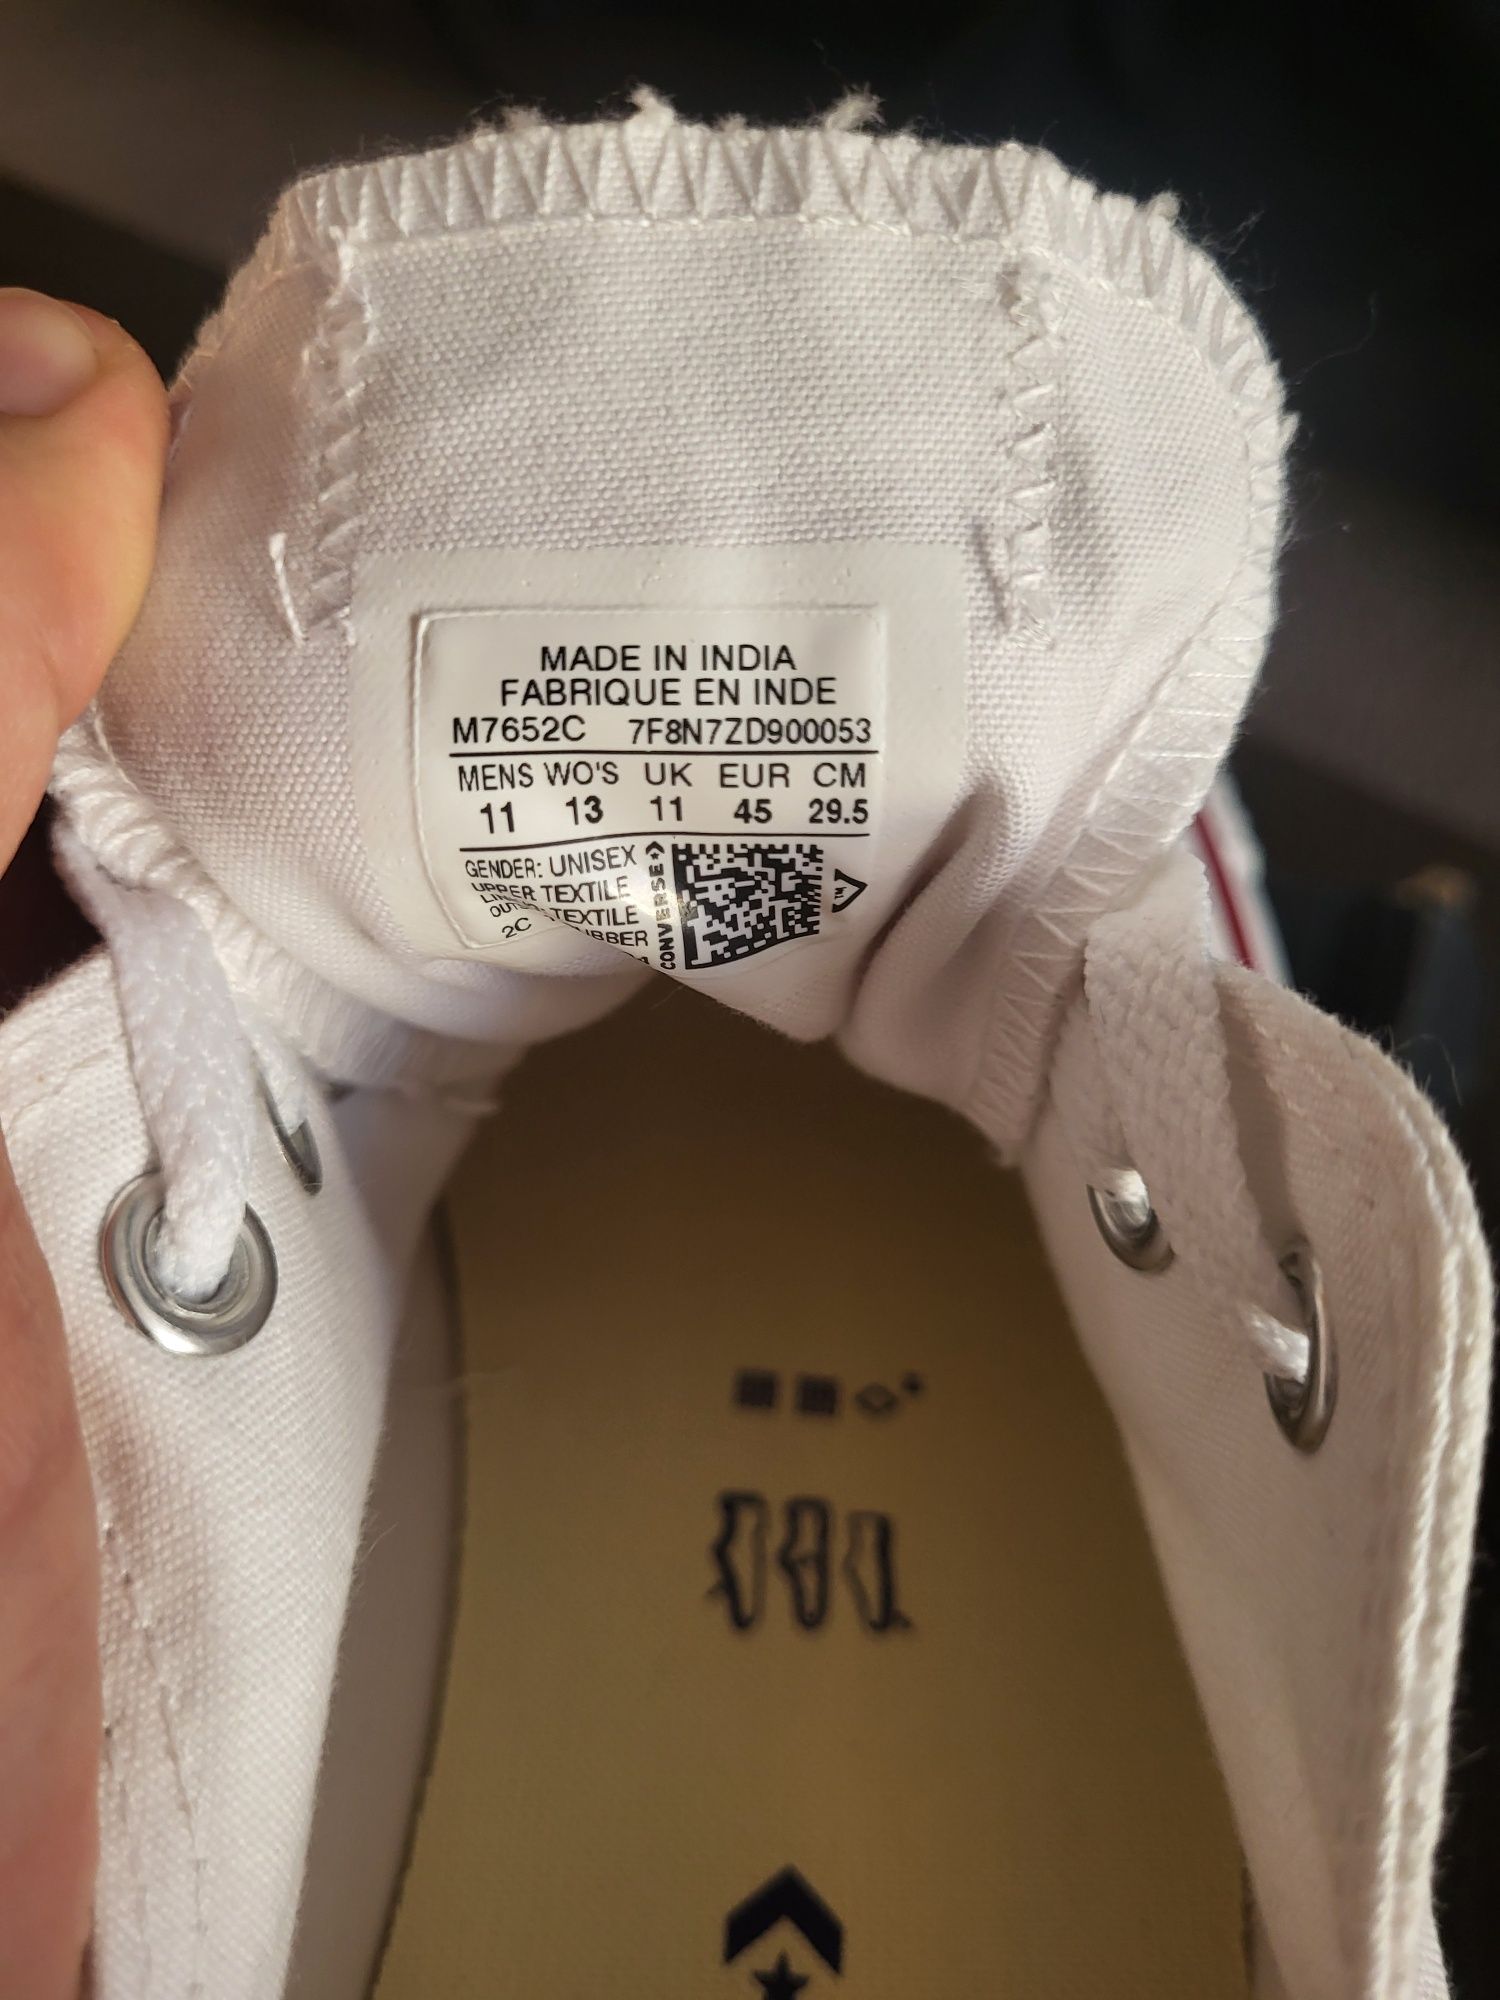 MADE IN INDIA
FABRIQUE EN INDE
M7652C 7F8N7ZD900053
MENS WO'S UK EUR CM
11 13 11 45 29.5
GENDER: UNISEX
UPPER TEXTILE
TEXTILE
2C
CONVERSE
TM